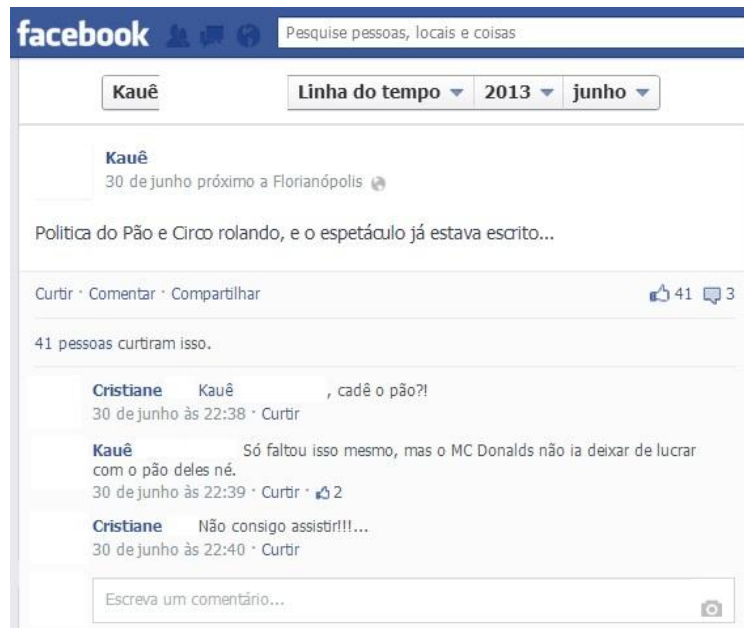 facebook Pesquise pessoas, locais e coisas
Kauê Linha do tempo 2013 junho
Kauê
30 de junho próximo a Florianópolis
Politica do Pão e Circo rolando, e o espetáculo já estava escrito...
Curtir · Comentar · Compartilhar 41 3
41 pessoas curtiram isso.
Cristiane Kauê , cadê o pão?!
30 de junho às 22:38 · Curtir
Kauê Só faltou isso mesmo, mas o MC Donalds não ia deixar de lucrar
com o pão deles né.
30 de junho às 22:39 · Curtir · 2
Cristiane Não consigo assistir!!!...
30 de junho às 22:40 · Curtir
Escreva um comentário...